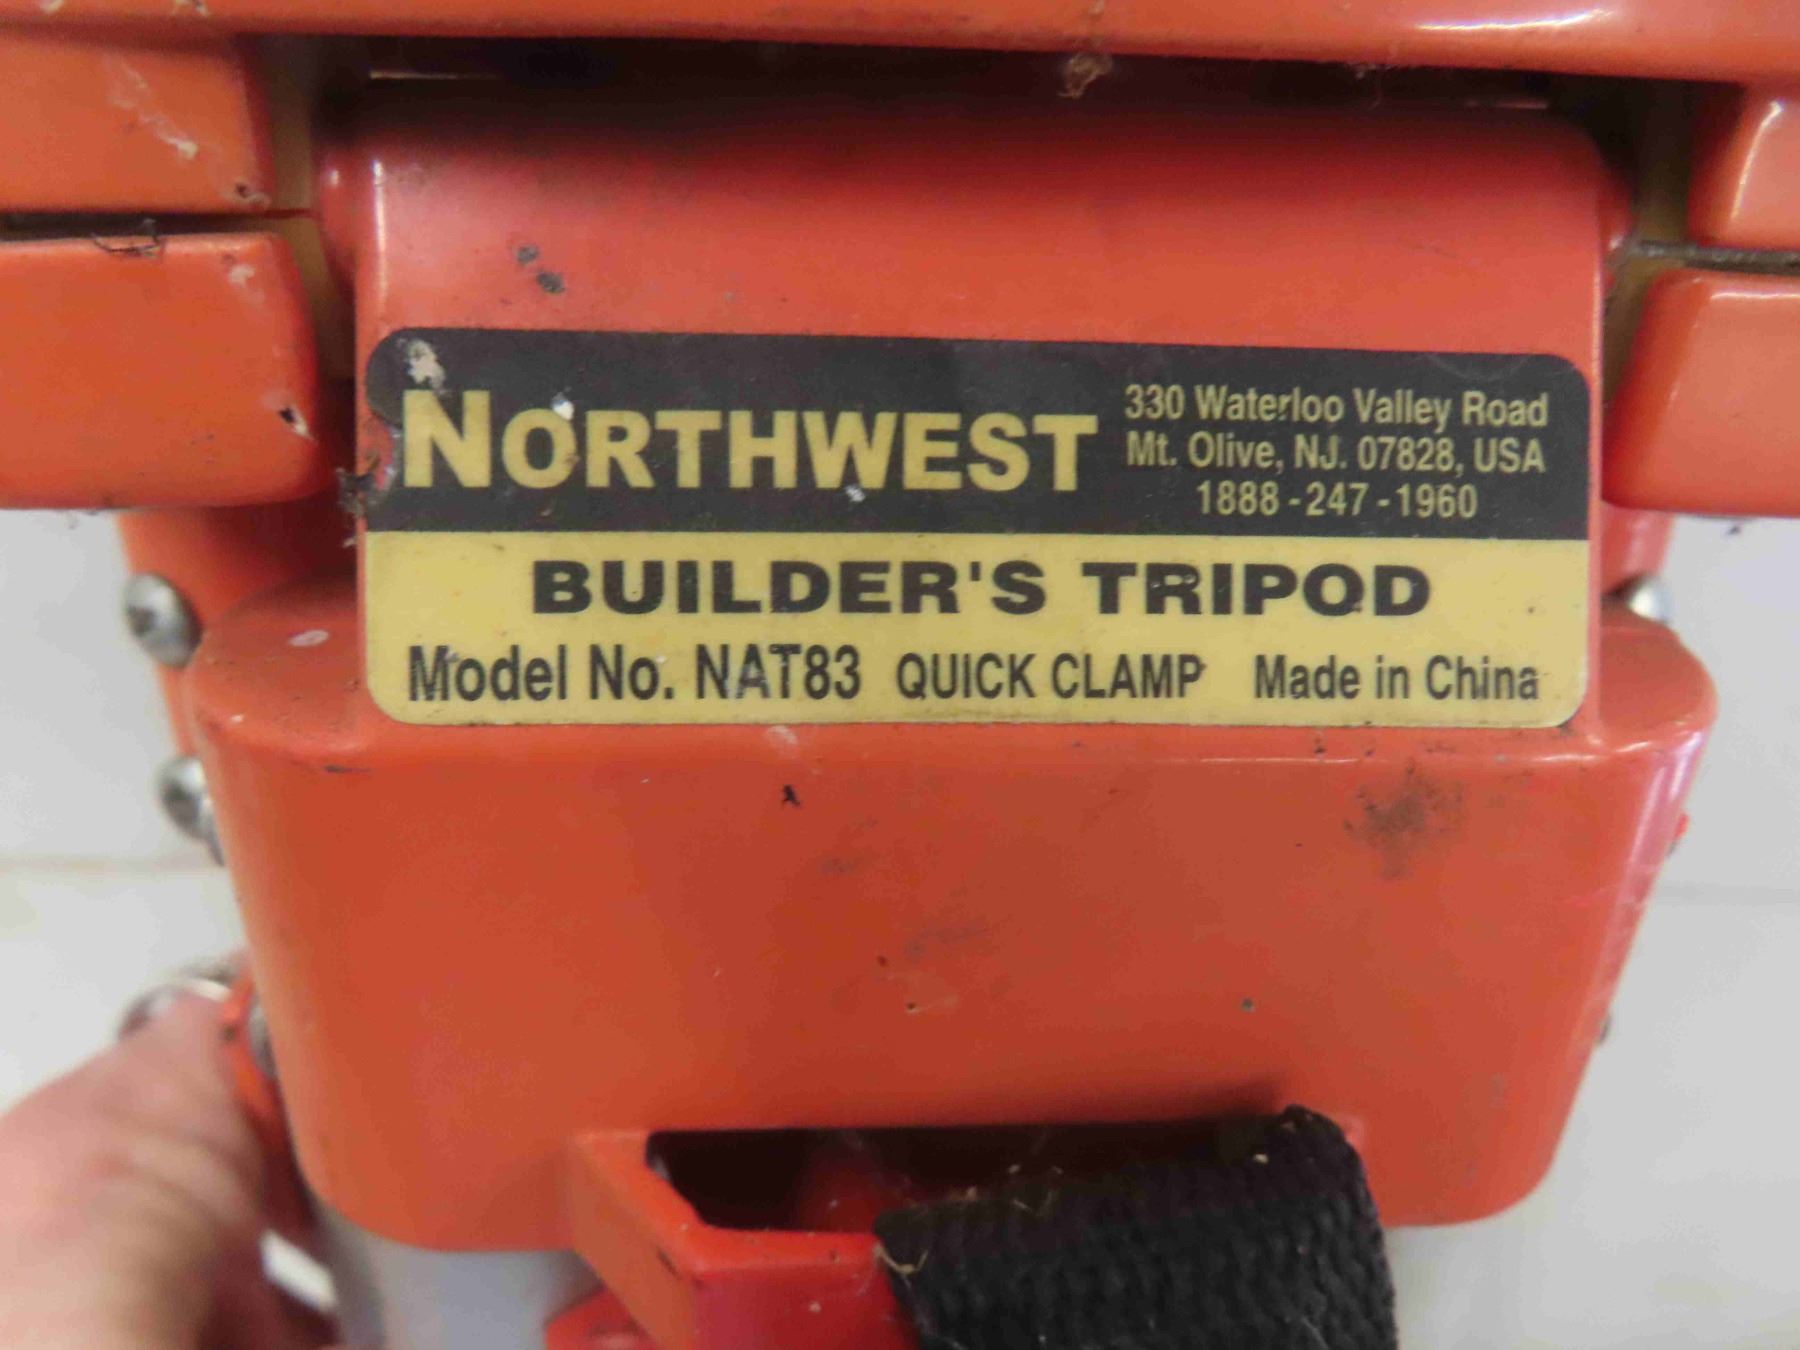 NORTHWEST
330 Waterloo Valley Road
Mt. Olive, NJ. 07828, USA
1888-247-1960
BUILDER'S TRIPOD
Model No. NAT83 QUICK CLAMP Made in China